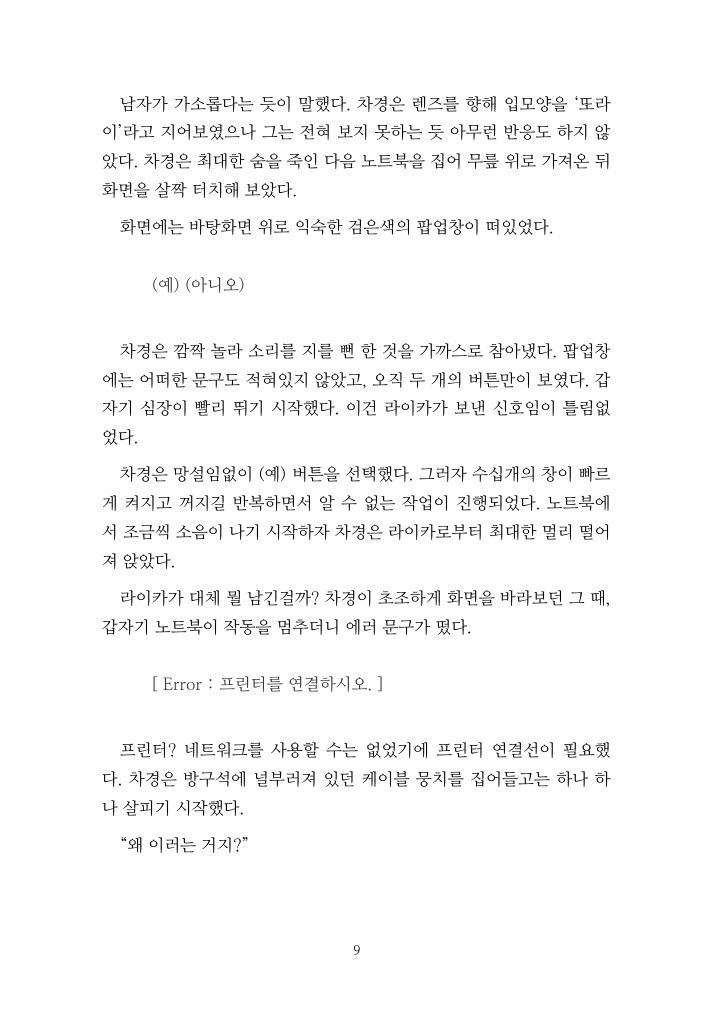 남자가 가소롭다는 듯이 말했다. 차경은 렌즈를 향해 입모양을 ‘또라
이’라고 지어보였으나 그는 전혀 보지 못하는 듯 아무런 반응도 하지 않
았다. 차경은 최대한 숨을 죽인 다음 노트북을 집어 무릎 위로 가져온 뒤
화면을 살짝 터치해 보았다.
화면에는 바탕화면 위로 익숙한 검은색의 팝업창이 떠있었다.
(예) (아니오)
차경은 깜짝 놀라 소리를 지를 뻔 한 것을 가까스로 참아냈다. 팝업창
에는 어떠한 문구도 적혀있지 않았고, 오직 두 개의 버튼만이 보였다. 갑
자기 심장이 빨리 뛰기 시작했다. 이건 라이카가 보낸 신호임이 틀림없
었다.
차경은 망설임없이 (예) 버튼을 선택했다. 그러자 수십개의 창이 빠르
게 켜지고 꺼지길 반복하면서 알 수 없는 작업이 진행되었다. 노트북에
서 조금씩 소음이 나기 시작하자 차경은 라이카로부터 최대한 멀리 떨어
져 앉았다.
라이카가 대체 뭘 남긴걸까? 차경이 초조하게 화면을 바라보던 그 때,
갑자기 노트북이 작동을 멈추더니 에러 문구가 떴다.
[ Error : 프린터를 연결하시오. ]
프린터? 네트워크를 사용할 수는 없었기에 프린터 연결선이 필요했
다. 차경은 방구석에 널부러져 있던 케이블 뭉치를 집어들고는 하나 하
나 살피기 시작했다.
“왜 이러는 거지?”
9